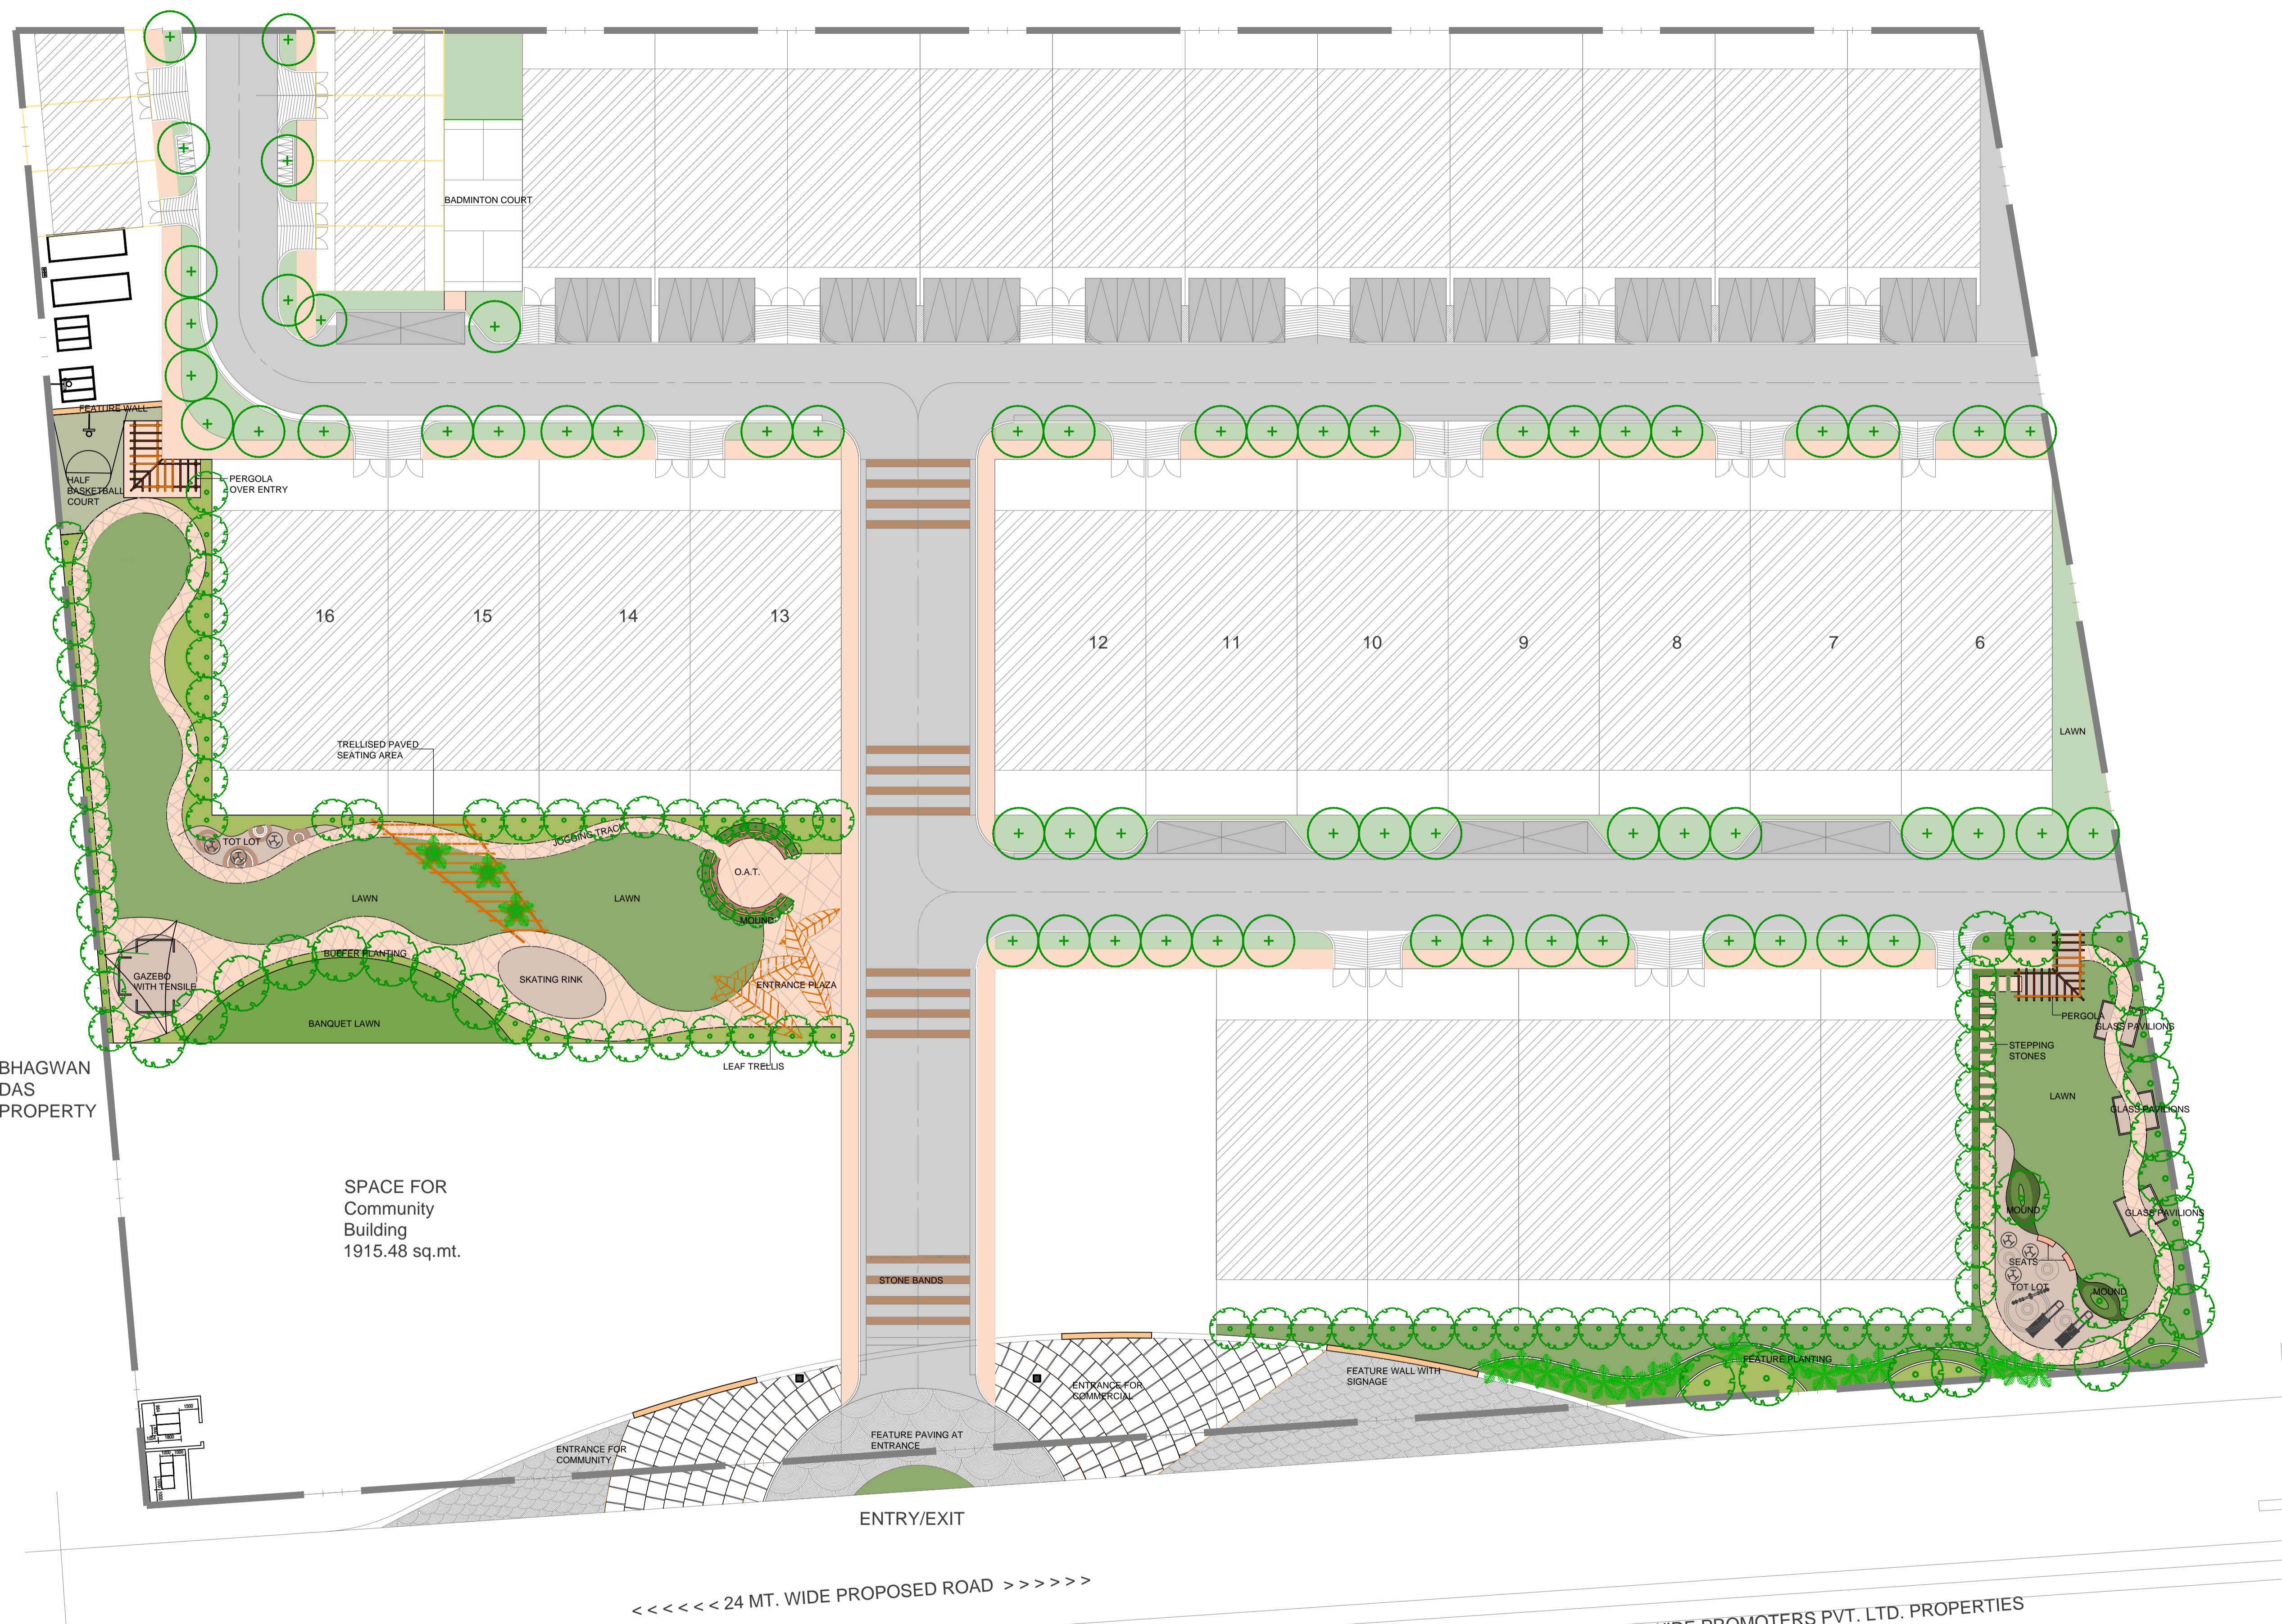 BADMINTON COURT
FEATURE WALL
HALF
BASKETBALL
COURT
PERGOLA
OVER ENTRY
16
15
14
13
12
11
10
9
8
7
6
LAWN
TRELLISED PAVED
SEATING AREA
JOGGING TRACK
TOT LOT
O.A.T.
LAWN
LAWN
MOUND
BUFFER PLANTING
GAZEBO
WITH TENSILE
SKATING RINK
ENTRANCE PLAZA
BANQUET LAWN
LEAF TRELLIS
PERGOLA
GLASS PAVILIONS
STEPPING
STONES
LAWN
GLASS PAVILIONS
MOUND
GLASS PAVILIONS
SEATS
TOT LOT
MOUND
BHAGWAN
DAS
PROPERTY
SPACE FOR
Community
Building
1915.48 sq.mt.
STONE BANDS
FEATURE PLANTING
FEATURE WALL WITH
SIGNAGE
ENTRANCE FOR
COMMERCIAL
FEATURE PAVING AT
ENTRANCE
ENTRANCE FOR
COMMUNITY
ENTRY/EXIT
< < < < < < 24 MT. WIDE PROPOSED ROAD > > > > > >
PROMOTERS PVT. LTD. PROPERTIES